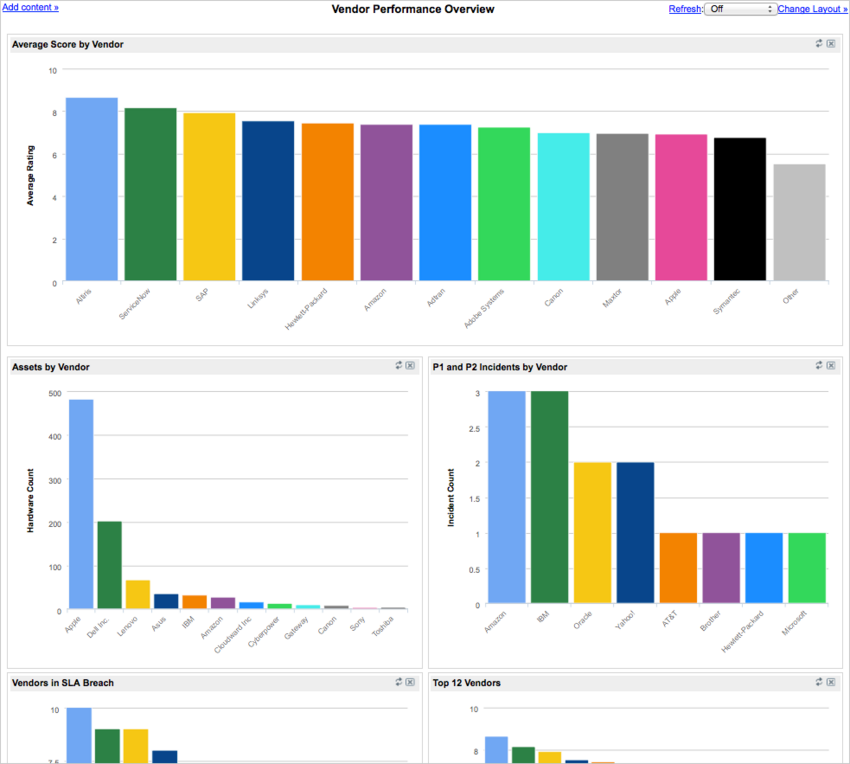 Add content »
Vendor Performance Overview
Refresh: Off Change Layout »
Average Score by Vendor
10
8
6
4
2
0
Average Rating
Altiris
ServiceNow
SAP
Linksys
Hewlett-Packard
Amazon
Adtran
Adobe Systems
Canon
Maxtor
Apple
Symantec
Other
Assets by Vendor
500
400
300
200
100
0
Hardware Count
Apple
Dell Inc.
Lenovo
Asus
IBM
Amazon
Cloudward Inc
Cyberpower
Gateway
Canon
Sony
Toshiba
P1 and P2 Incidents by Vendor
3
2.5
2
1.5
1
0.5
0
Incident Count
Amazon
IBM
Oracle
Yahoo!
AT&T
Brother
Hewlett-Packard
Microsoft
Vendors in SLA Breach
10
7.5
Top 12 Vendors
10
8